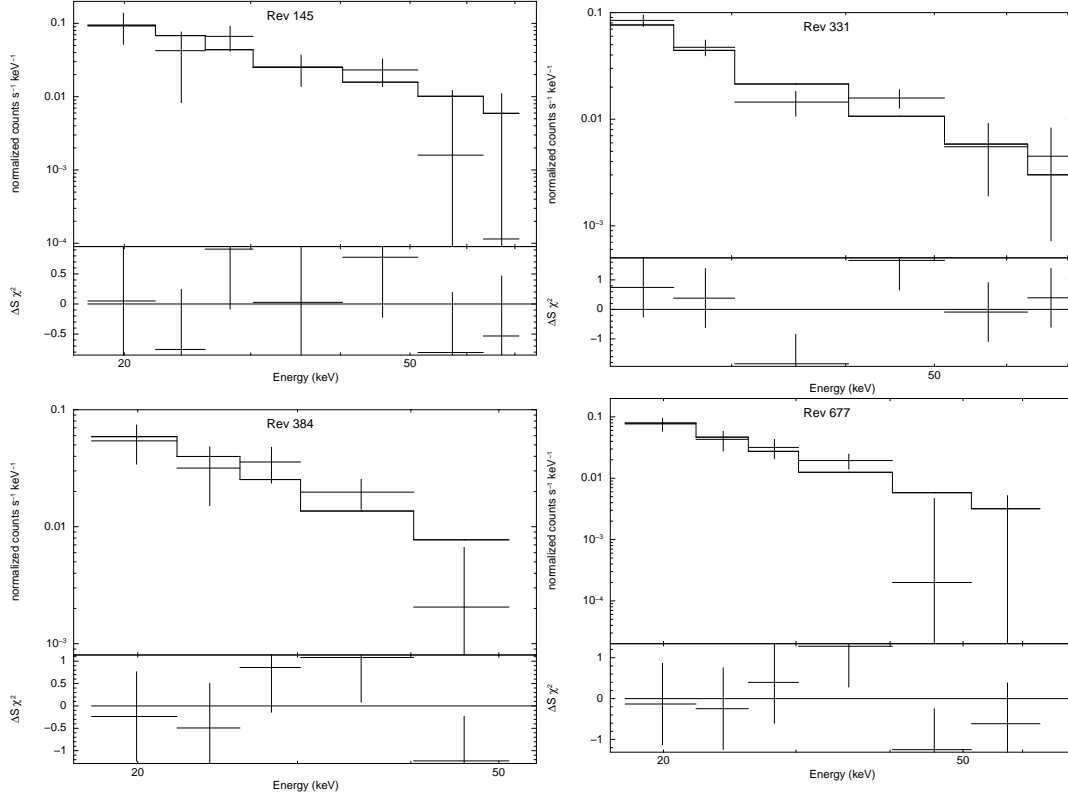 Rev 145
normalized counts s⁻¹ keV⁻¹
0.1
0.01
10⁻³
10⁻⁴
ΔS χ²
0.5
0
−0.5
20
50
Energy (keV)
Rev 331
normalized counts s⁻¹ keV⁻¹
0.1
0.01
10⁻³
ΔS χ²
1
0
−1
50
Energy (keV)
Rev 384
normalized counts s⁻¹ keV⁻¹
0.1
0.01
10⁻³
ΔS χ²
1
0.5
0
−0.5
−1
20
50
Energy (keV)
Rev 677
normalized counts s⁻¹ keV⁻¹
0.1
0.01
10⁻³
10⁻⁴
ΔS χ²
1
0
−1
20
50
Energy (keV)